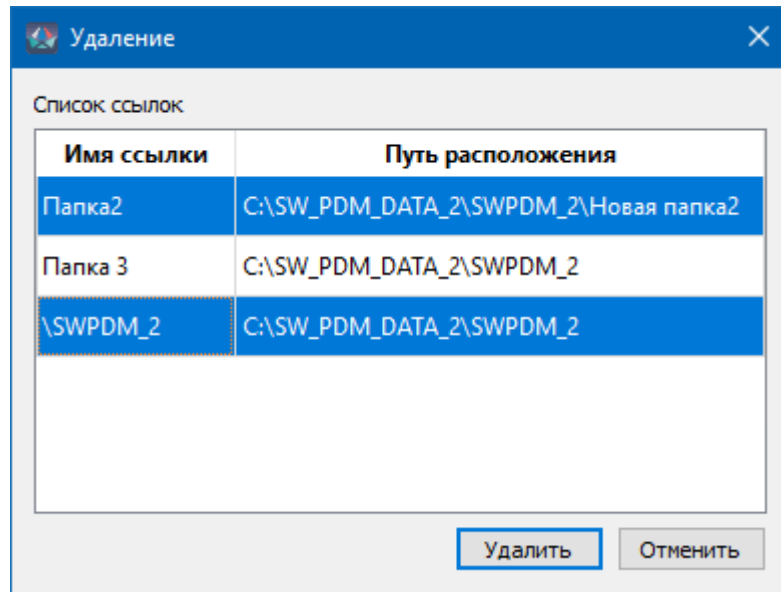 Удаление
Список ссылок
Имя ссылки Путь расположения
Папка2 C:\SW_PDM_DATA_2\SWPDM_2\Новая папка2
Папка 3 C:\SW_PDM_DATA_2\SWPDM_2
\SWPDM_2 C:\SW_PDM_DATA_2\SWPDM_2
Удалить Отменить